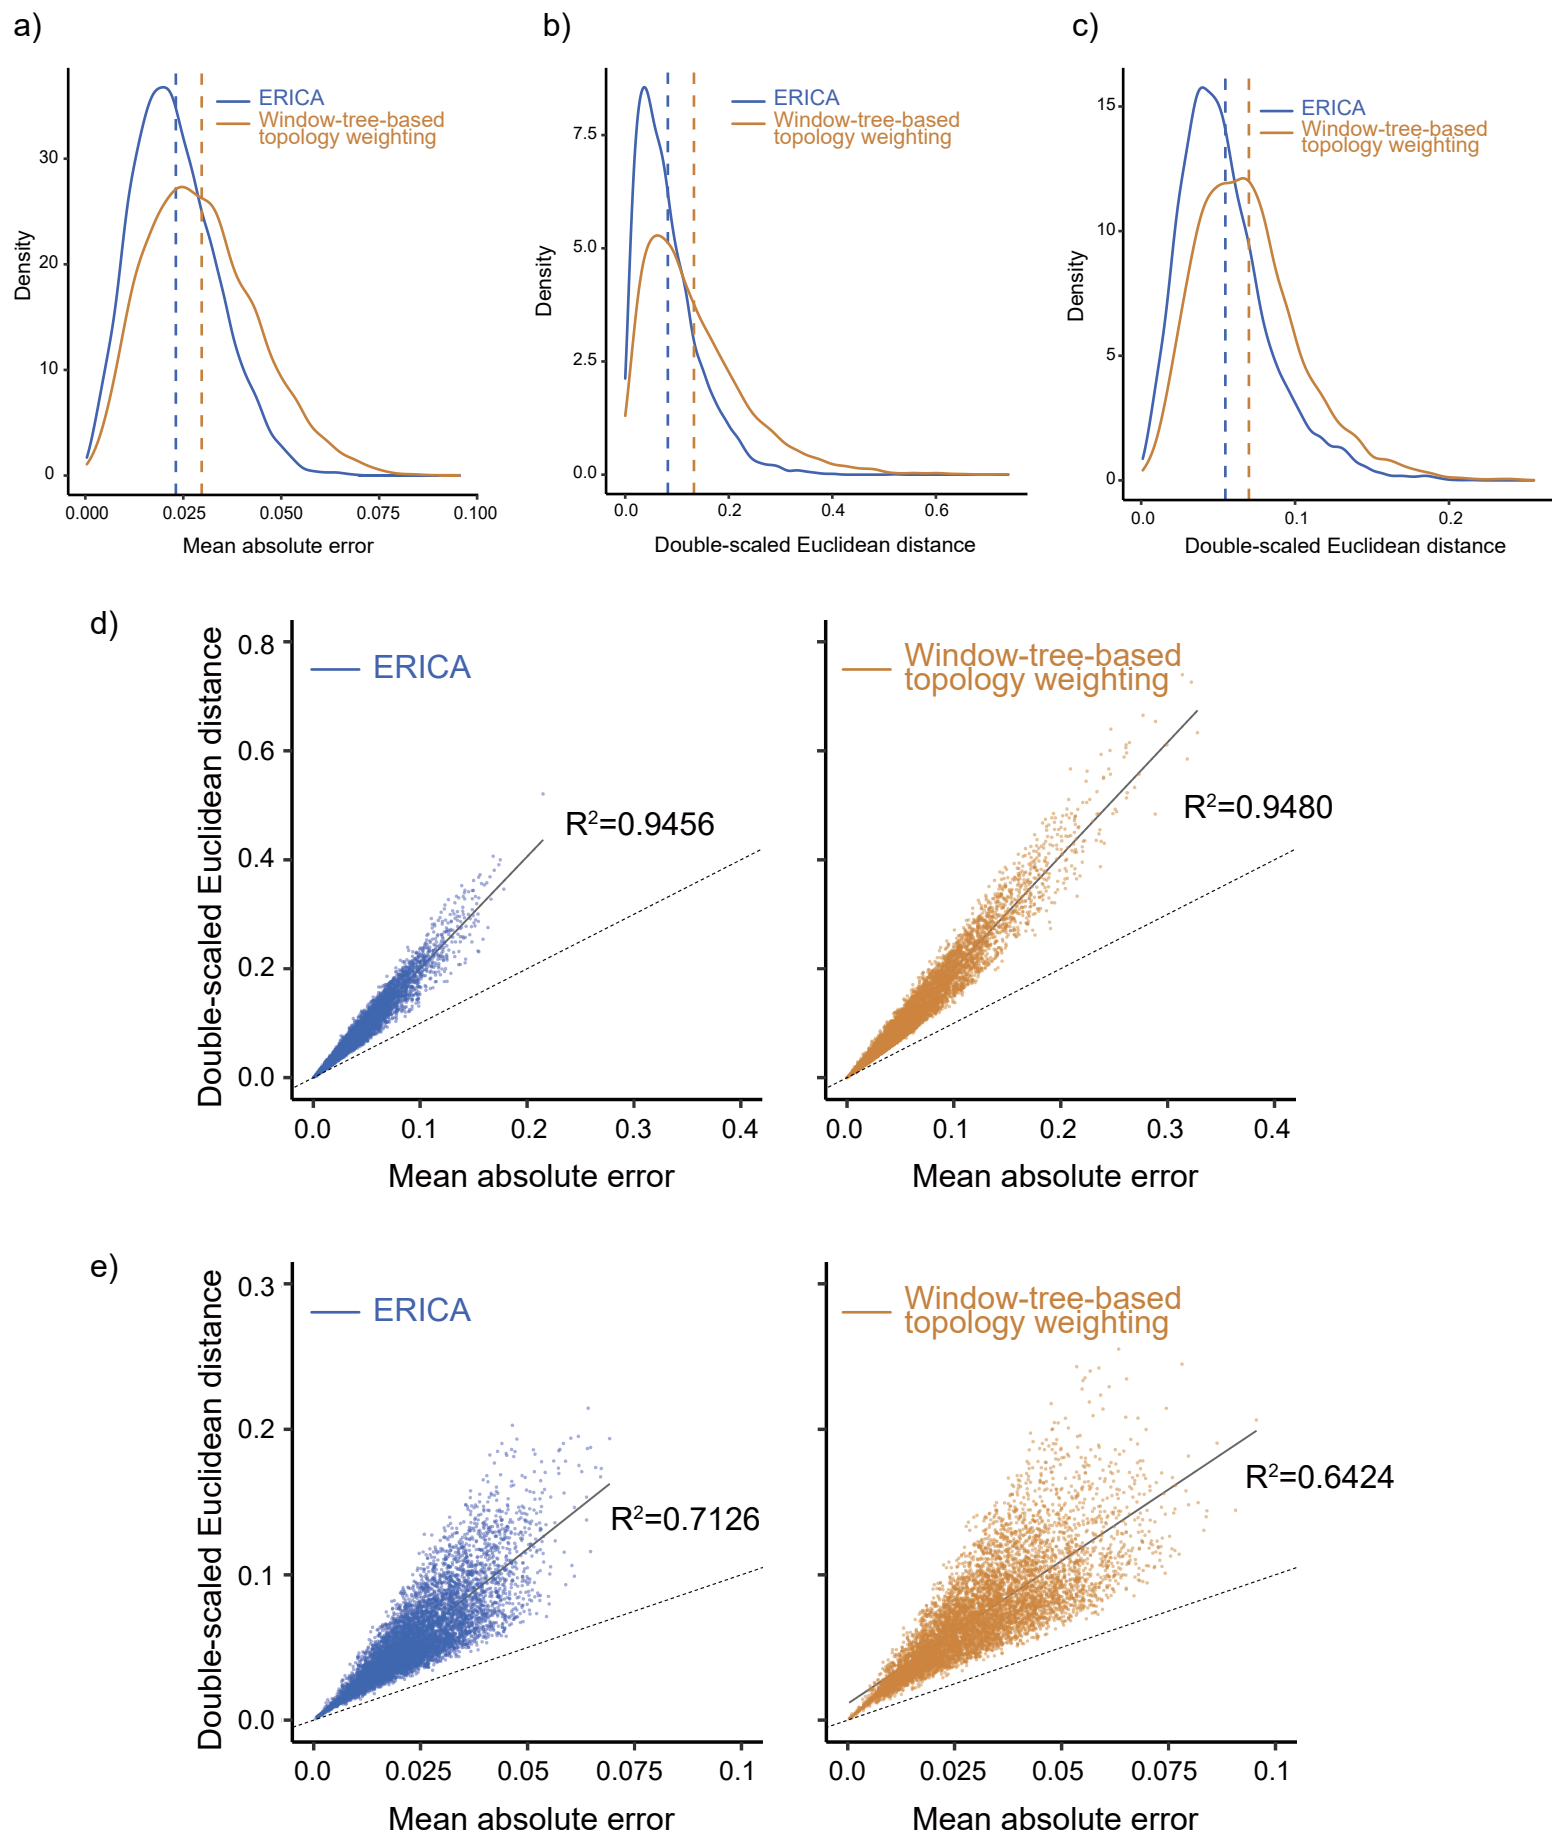 a)
ERICA
Window-tree-based
topology weighting
30
20
10
0
Density
0.000
0.025
0.050
0.075
0.100
Mean absolute error
b)
ERICA
Window-tree-based
topology weighting
7.5
5.0
2.5
0.0
Density
0.0
0.2
0.4
0.6
Double-scaled Euclidean distance
c)
ERICA
Window-tree-based
topology weighting
15
10
5
0
Density
0.0
0.1
0.2
Double-scaled Euclidean distance
d)
Double-scaled Euclidean distance
0.8
0.6
0.4
0.2
0.0
ERICA
R²=0.9456
0.0
0.1
0.2
0.3
0.4
Mean absolute error
Window-tree-based
topology weighting
R²=0.9480
0.0
0.1
0.2
0.3
0.4
Mean absolute error
e)
Double-scaled Euclidean distance
0.3
0.2
0.1
0.0
ERICA
R²=0.7126
0.0
0.025
0.05
0.075
0.1
Mean absolute error
Window-tree-based
topology weighting
R²=0.6424
0.0
0.025
0.05
0.075
0.1
Mean absolute error